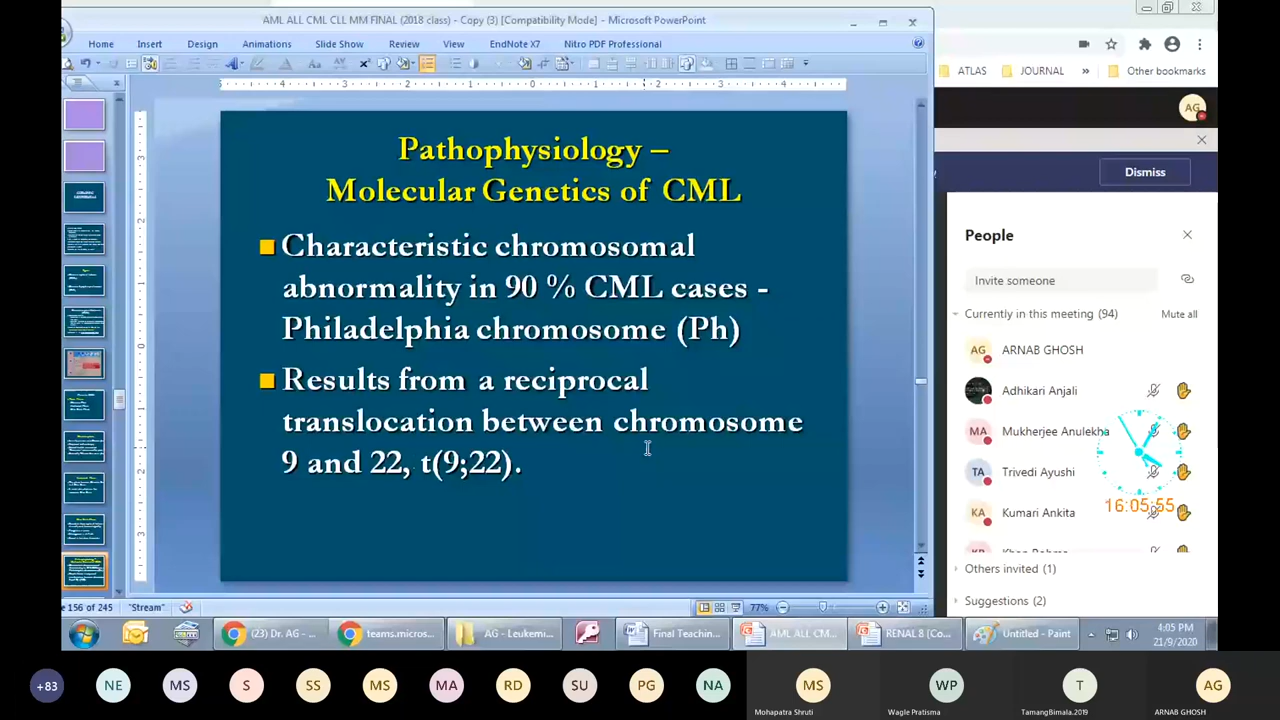 AML ALL CML CLL MM FINAL (2018 class) - Copy (3) [Compatibility Mode] - Microsoft PowerPoint
Home Insert Design Animations Slide Show Review View EndNote X7 Nitro PDF Professional
ATLAS JOURNAL » Other bookmarks
AG
Dismiss
Pathophysiology –
Molecular Genetics of CML
Characteristic chromosomal
abnormality in 90 % CML cases -
Philadelphia chromosome (Ph)
Results from a reciprocal
translocation between chromosome
9 and 22, t(9;22).
People
Invite someone
Currently in this meeting (94) Mute all
AG ARNAB GHOSH
Adhikari Anjali
MA Mukherjee Anulekha
TA Trivedi Ayushi
KA Kumari Ankita
16:05:55
Others invited (1)
Suggestions (2)
e 156 of 245 "Stream" 77%
(23) Dr. AG - ... teams.micros... AG - Leukem... Final Teachin... AML ALL CM... RENAL 8 [Co... Untitled - Paint
4:05 PM
21/9/2020
+83 NE MS S SS MS MA RD SU PG NA MS WP T AG
Mohapatra Shruti Wagle Pratisma TamangBimala.2019 ARNAB GHOSH